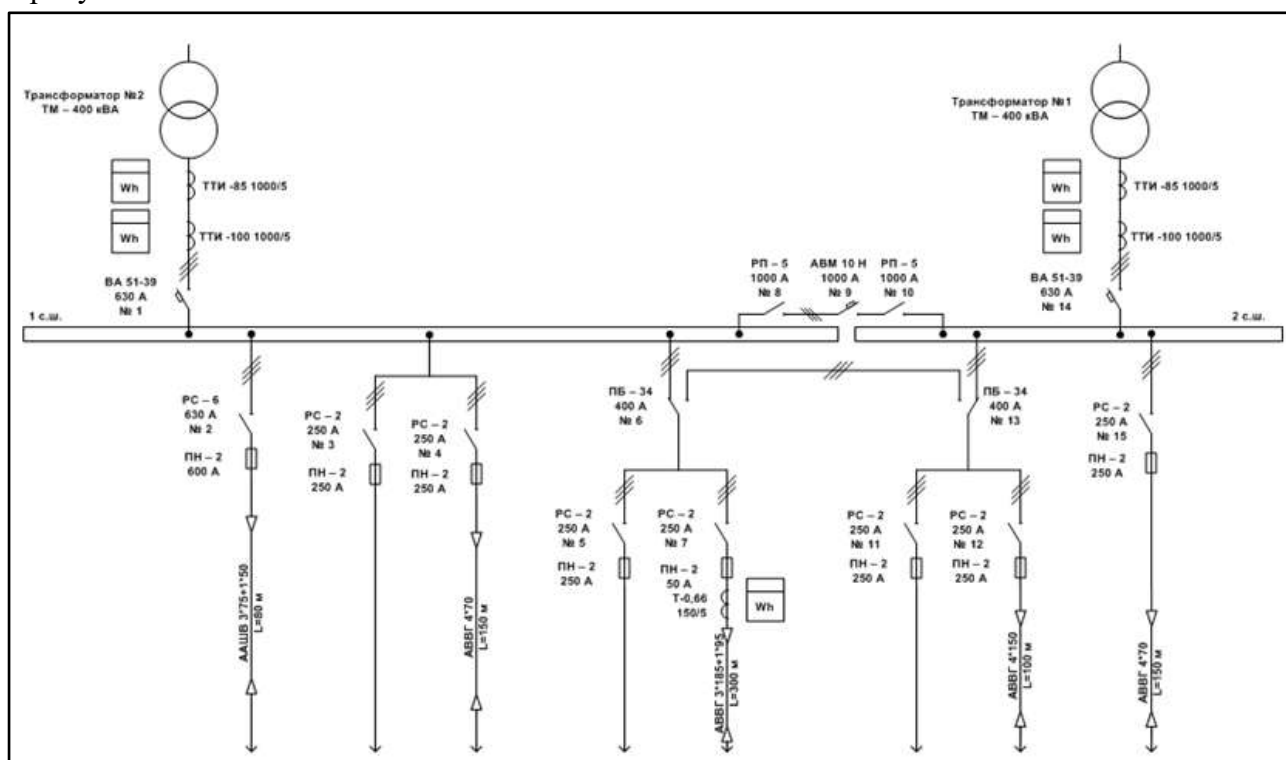 Трансформатор №2
ТМ – 400 кВА
Wh
ТТИ -85 1000/5
Wh
ТТИ -100 1000/5
ВА 51-39
630 А
№ 1
Трансформатор №1
ТМ – 400 кВА
Wh
ТТИ -85 1000/5
Wh
ТТИ -100 1000/5
ВА 51-39
630 А
№ 14
РП – 5
1000 А
№ 8
АВМ 10 Н
1000 А
№ 9
РП – 5
1000 А
№ 10
1 с.ш.
2 с.ш.
РС – 6
630 А
№ 2
ПН – 2
600 А
ААШВ 3*75+1*50
L=80 м
РС – 2
250 А
№ 3
ПН – 2
250 А
РС – 2
250 А
№ 4
ПН – 2
250 А
АВВГ 4*70
L=150 м
ПБ – 34
400 А
№ 6
РС – 2
250 А
№ 5
ПН – 2
250 А
РС – 2
250 А
№ 7
ПН – 2
50 А
Т-0,66
150/5
Wh
АВВГ 3*185+1*95
L=300 м
ПБ – 34
400 А
№ 13
РС – 2
250 А
№ 11
ПН – 2
250 А
РС – 2
250 А
№ 12
ПН – 2
250 А
АВВГ 4*150
L=100 м
РС – 2
250 А
№ 15
ПН – 2
250 А
АВВГ 4*70
L=150 м